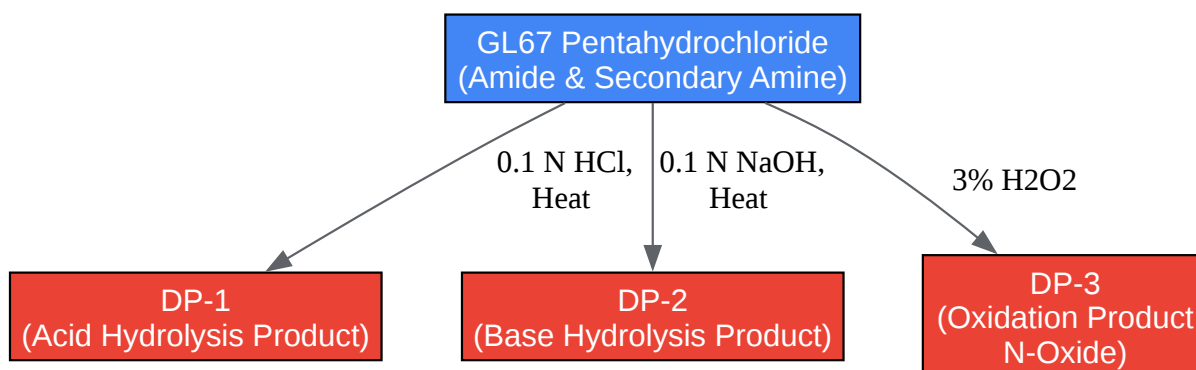 GL67 Pentahydrochloride
(Amide & Secondary Amine)
0.1 N HCl,
Heat
0.1 N NaOH,
Heat
3% H2O2
DP-1
(Acid Hydrolysis Product)
DP-2
(Base Hydrolysis Product)
DP-3
(Oxidation Product
N-Oxide)